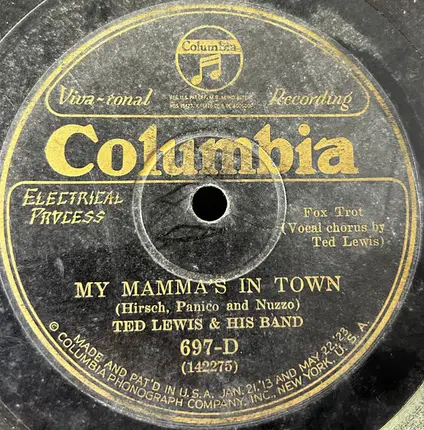 Columbia
Viva-tonal Recording
Columbia
ELECTRICAL
PROCESS
Fox Trot
(Vocal chorus by
Ted Lewis)
MY MAMMA'S IN TOWN
(Hirsch, Panico and Nuzzo)
TED LEWIS & HIS BAND
697-D
(142275)
MADE AND PAT'D IN U.S.A. JAN. 21,'13 AND MAY 22,'23
© COLUMBIA PHONOGRAPH COMPANY, INC., NEW YORK, U.S.A.